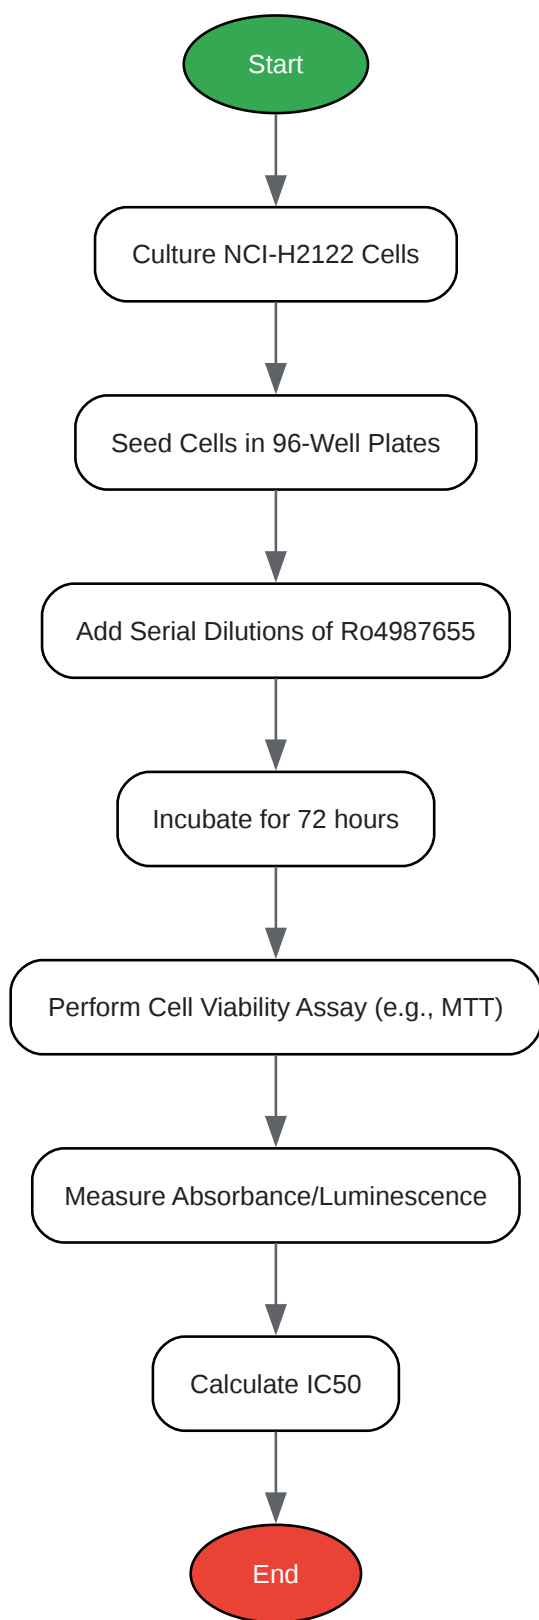 Start
Culture NCI-H2122 Cells
Seed Cells in 96-Well Plates
Add Serial Dilutions of Ro4987655
Incubate for 72 hours
Perform Cell Viability Assay (e.g., MTT)
Measure Absorbance/Luminescence
Calculate IC50
End